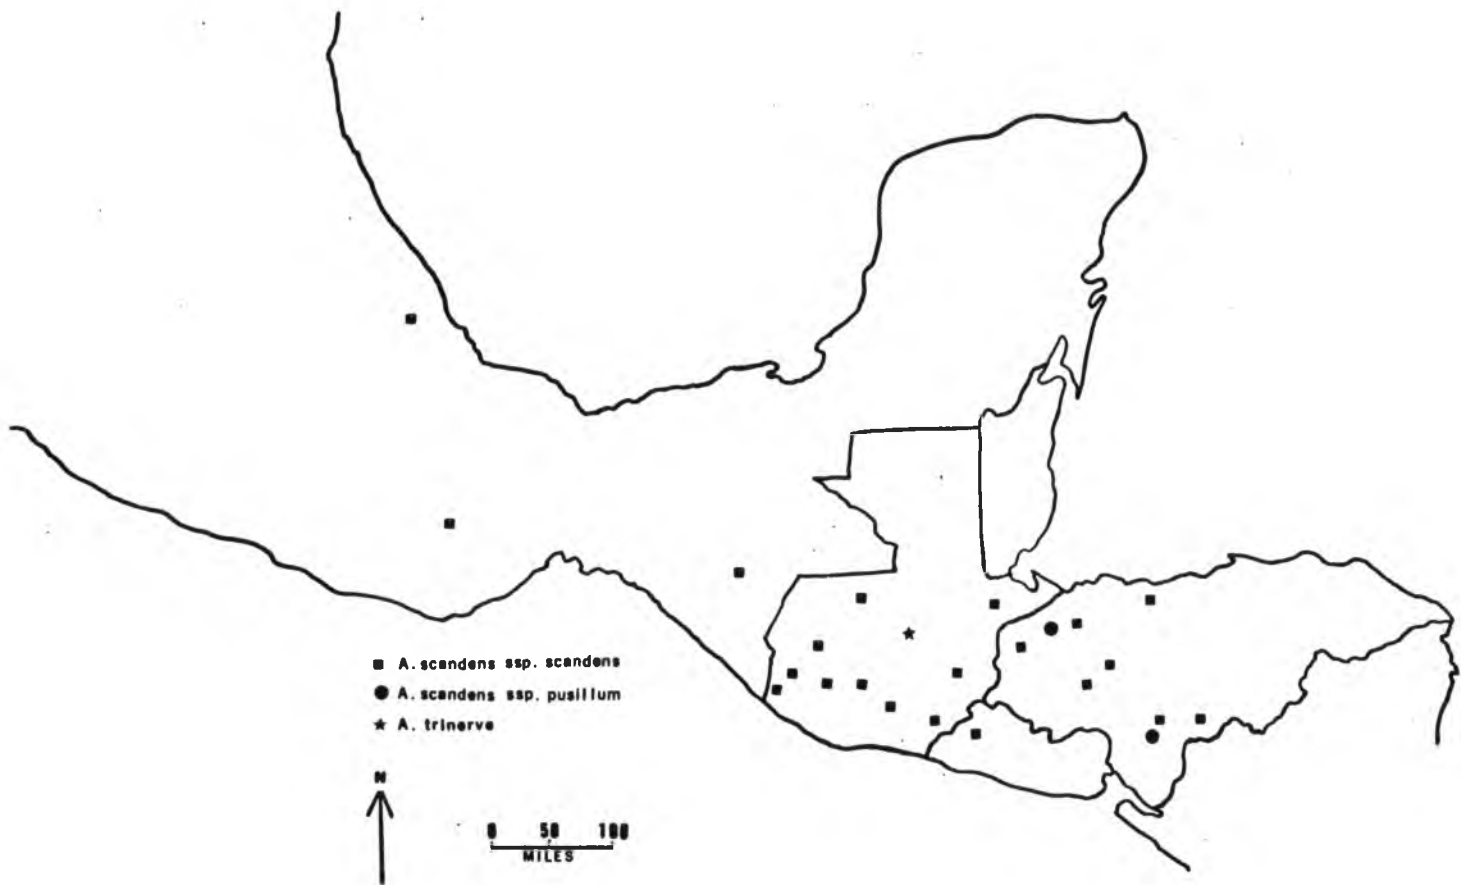 A. scandens ssp. scandens
A. scandens ssp. pusillum
A. trinerve
N
0 50 100
MILES